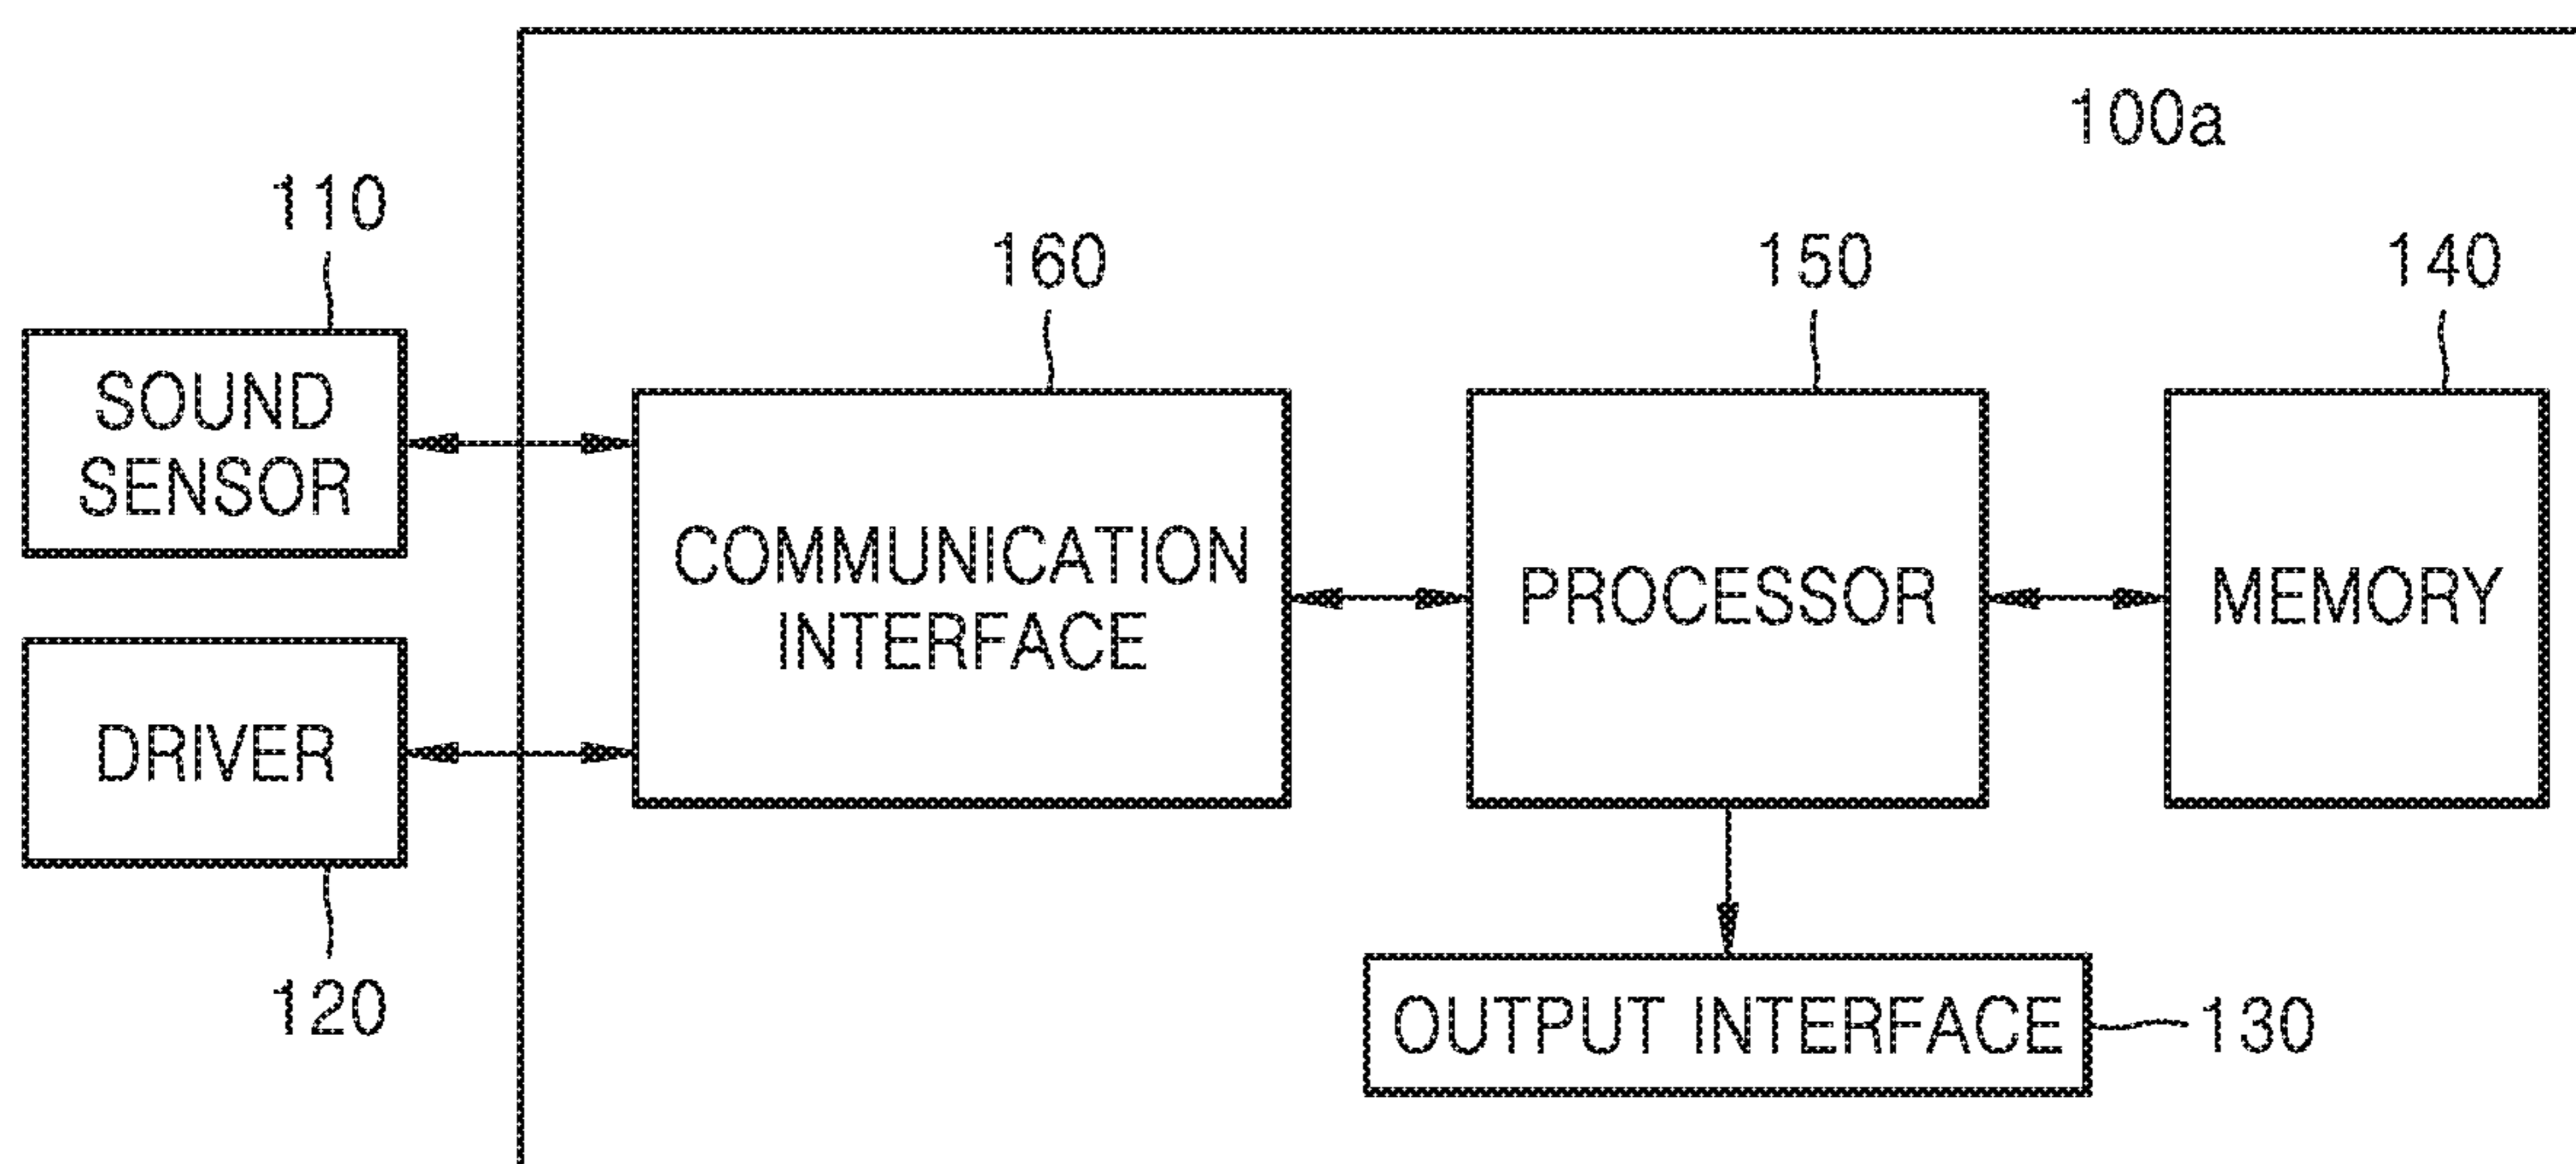 100a
110
160
150
140
SOUND
SENSOR
COMMUNICATION
INTERFACE
PROCESSOR
MEMORY
DRIVER
120
OUTPUT INTERFACE
130